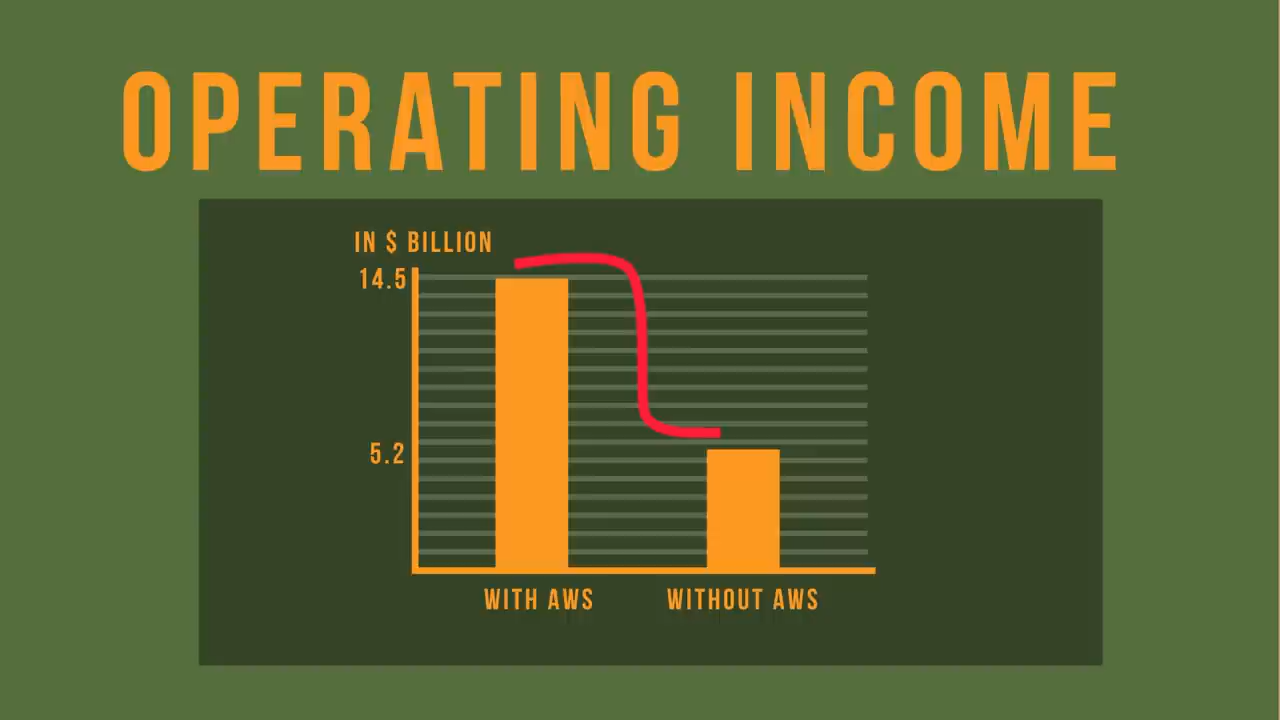 OPERATING INCOME
IN $ BILLION
14.5
5.2
WITH AWS
WITHOUT AWS